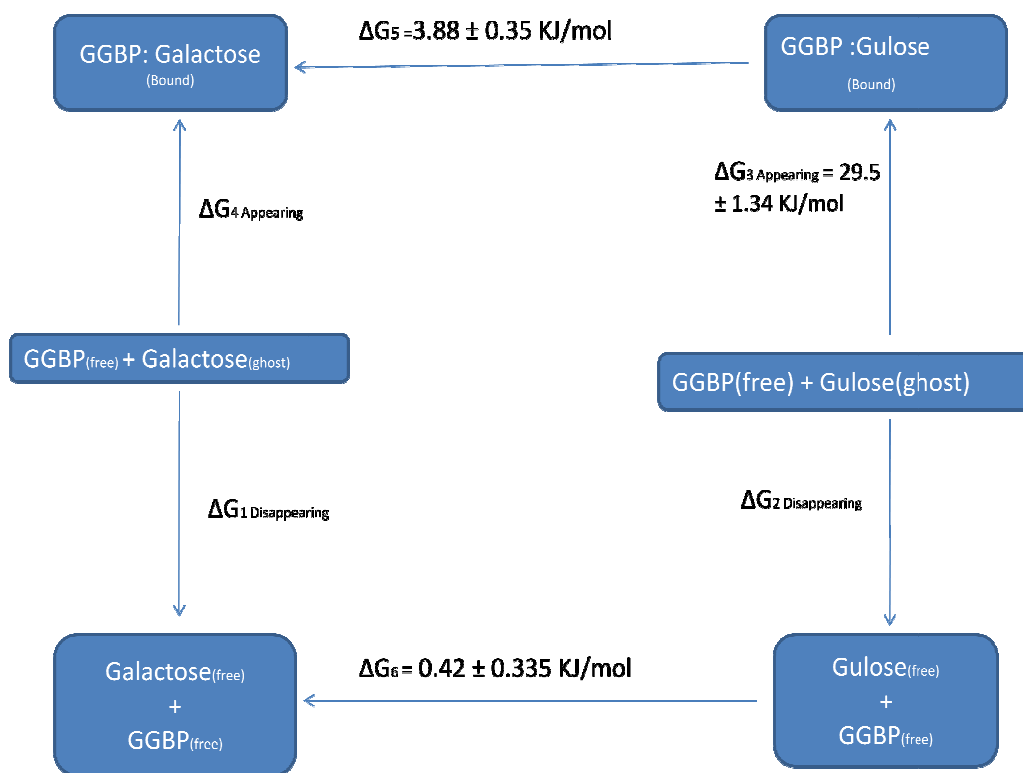 ΔG5 =3.88 ± 0.35 KJ/mol
GGBP: Galactose
(Bound)
GGBP :Gulose
(Bound)
ΔG3 Appearing = 29.5
± 1.34 KJ/mol
ΔG4 Appearing
GGBP(free) + Galactose(ghost)
GGBP(free) + Gulose(ghost)
ΔG1 Disappearing
ΔG2 Disappearing
Galactose(free)
+
GGBP(free)
ΔG6 = 0.42 ± 0.335 KJ/mol
Gulose(free)
+
GGBP(free)